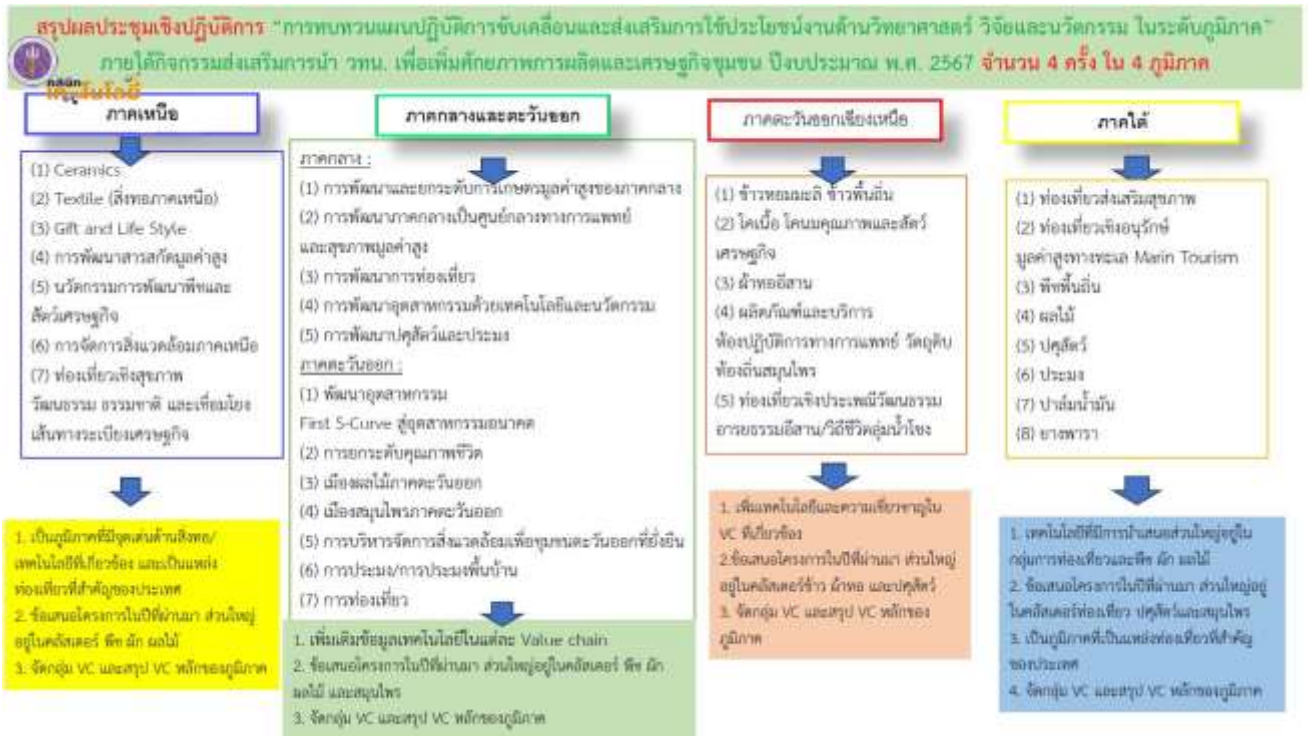 สรุปผลประชุมเชิงปฏิบัติการ "การทบทวนแผนปฏิบัติการขับเคลื่อนและส่งเสริมการใช้ประโยชน์งานด้านวิทยาศาสตร์ วิจัยและนวัตกรรม ในระดับภูมิภาค"
ภายใต้กิจกรรมส่งเสริมการนำ วทน. เพื่อเพิ่มศักยภาพการผลิตและเศรษฐกิจชุมชน ปีงบประมาณ พ.ศ. 2567 จำนวน 4 ครั้ง ใน 4 ภูมิภาค
คลินิก
เทคโนโลยี
ภาคเหนือ
(1) Ceramics
(2) Textile (สิ่งทอภาคเหนือ)
(3) Gift and Life Style
(4) การพัฒนาสารสกัดมูลค่าสูง
(5) นวัตกรรมการพัฒนาพืชและ
สัตว์เศรษฐกิจ
(6) การจัดการสิ่งแวดล้อมภาคเหนือ
(7) ท่องเที่ยวเชิงสุขภาพ
วัฒนธรรม ธรรมชาติ และเชื่อมโยง
เส้นทางระเบียงเศรษฐกิจ
1. เป็นภูมิภาคที่มีจุดเด่นด้านสิ่งทอ/
เทคโนโลยีที่เกี่ยวข้อง และเป็นแหล่ง
ท่องเที่ยวที่สำคัญของประเทศ
2. ข้อเสนอโครงการในปีที่ผ่านมา ส่วนใหญ่
อยู่ในคลัสเตอร์ พืช ผัก ผลไม้
3. จัดกลุ่ม VC และสรุป VC หลักของภูมิภาค
ภาคกลางและตะวันออก
ภาคกลาง :
(1) การพัฒนาและยกระดับการเกษตรมูลค่าสูงของภาคกลาง
(2) การพัฒนาภาคกลางเป็นศูนย์กลางทางการแพทย์
และสุขภาพมูลค่าสูง
(3) การพัฒนาการท่องเที่ยว
(4) การพัฒนาอุตสาหกรรมด้วยเทคโนโลยีและนวัตกรรม
(5) การพัฒนาปศุสัตว์และประมง
ภาคตะวันออก :
(1) พัฒนาอุตสาหกรรม
First S-Curve สู่อุตสาหกรรมอนาคต
(2) การยกระดับคุณภาพชีวิต
(3) เมืองผลไม้ภาคตะวันออก
(4) เมืองสมุนไพรภาคตะวันออก
(5) การบริหารจัดการสิ่งแวดล้อมเพื่อชุมชนตะวันออกที่ยั่งยืน
(6) การประมง/การประมงพื้นบ้าน
(7) การท่องเที่ยว
1. เพิ่มเติมข้อมูลเทคโนโลยีในแต่ละ Value chain
2. ข้อเสนอโครงการในปีที่ผ่านมา ส่วนใหญ่อยู่ในคลัสเตอร์ พืช ผัก
ผลไม้ และสมุนไพร
3. จัดกลุ่ม VC และสรุป VC หลักของภูมิภาค
ภาคตะวันออกเฉียงเหนือ
(1) ข้าวหอมมะลิ ข้าวพื้นถิ่น
(2) โคเนื้อ โคนมคุณภาพและสัตว์
เศรษฐกิจ
(3) ผ้าทออีสาน
(4) ผลิตภัณฑ์และบริการ
ห้องปฏิบัติการทางการแพทย์ วัตถุดิบ
ท้องถิ่นสมุนไพร
(5) ท่องเที่ยวเชิงประเพณีวัฒนธรรม
อารยธรรมอีสาน/วิถีชีวิตลุ่มน้ำโขง
1. เพิ่มเทคโนโลยีและความเชี่ยวชาญใน
VC ที่เกี่ยวข้อง
2.ข้อเสนอโครงการในปีที่ผ่านมา ส่วนใหญ่
อยู่ในคลัสเตอร์ข้าว ผ้าทอ และปศุสัตว์
3. จัดกลุ่ม VC และสรุป VC หลักของ
ภูมิภาค
ภาคใต้
(1) ท่องเที่ยวส่งเสริมสุขภาพ
(2) ท่องเที่ยวเชิงอนุรักษ์
มูลค่าสูงทางทะเล Marin Tourism
(3) พืชพื้นถิ่น
(4) ผลไม้
(5) ปศุสัตว์
(6) ประมง
(7) ปาล์มน้ำมัน
(8) ยางพารา
1. เทคโนโลยีที่มีการนำเสนอส่วนใหญ่อยู่ใน
กลุ่มการท่องเที่ยวและพืช ผัก ผลไม้
2. ข้อเสนอโครงการในปีที่ผ่านมา ส่วนใหญ่อยู่
ในคลัสเตอร์ท่องเที่ยว ปศุสัตว์และสมุนไพร
3. เป็นภูมิภาคที่เป็นแหล่งท่องเที่ยวที่สำคัญ
ของประเทศ
4. จัดกลุ่ม VC และสรุป VC หลักของภูมิภาค